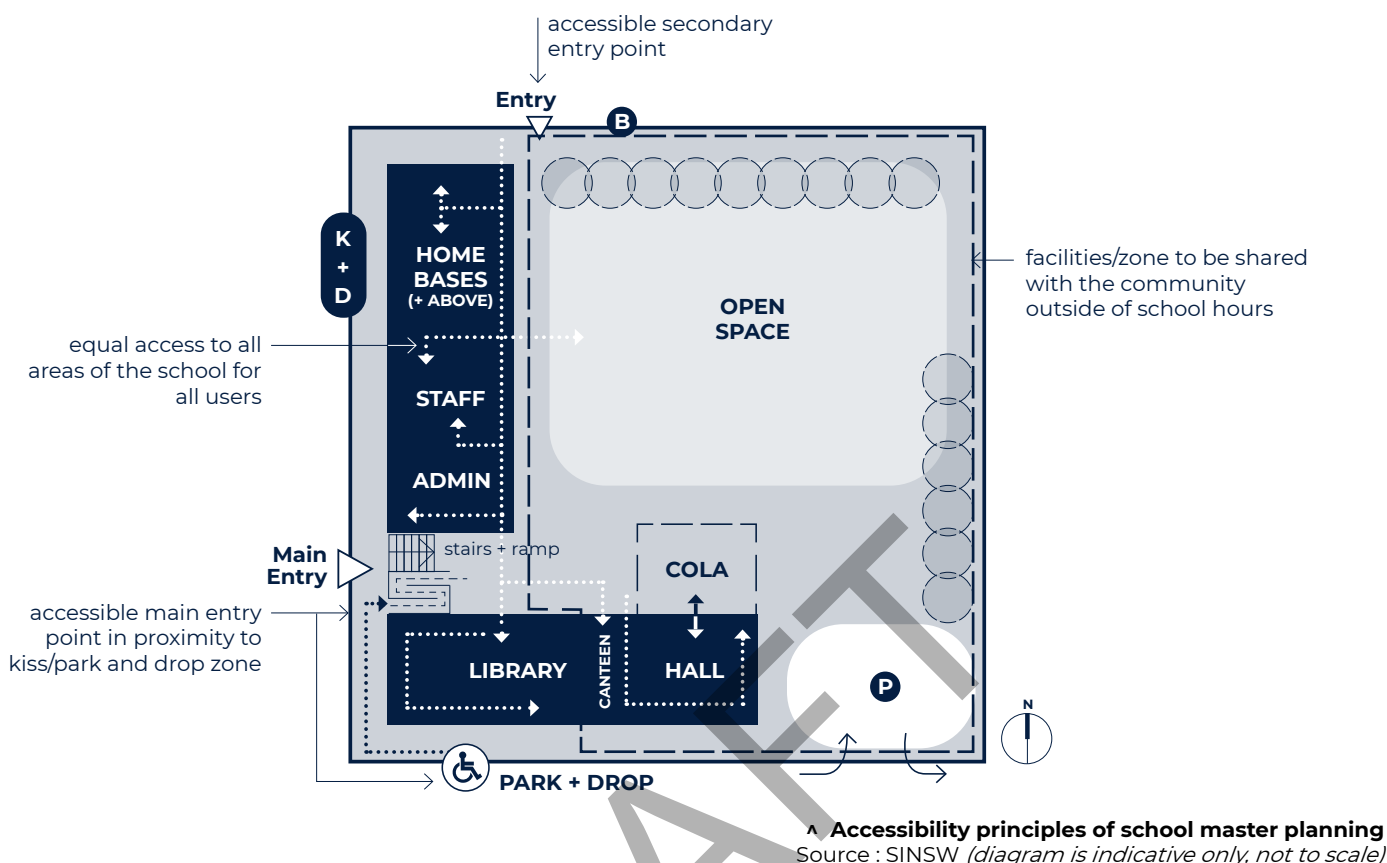 accessible secondary
entry point
Entry
B
K
+
D
HOME
BASES
(+ ABOVE)
OPEN
SPACE
facilities/zone to be shared
with the community
outside of school hours
equal access to all
areas of the school for
all users
STAFF
ADMIN
stairs + ramp
Main
Entry
COLA
accessible main entry
point in proximity to
kiss/park and drop zone
LIBRARY
CANTEEN
HALL
P
N
PARK + DROP
AFT
^ Accessibility principles of school master planning
Source : SINSW (diagram is indicative only, not to scale)